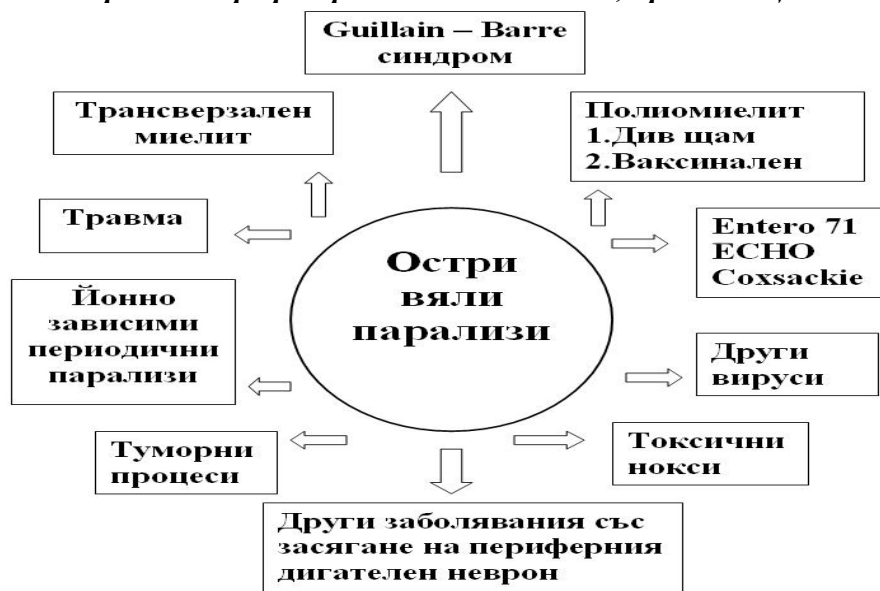 Guillain – Barre
синдром
Трансверзален
миелит
Полиомиелит
1.Див щам
2.Ваксинален
Травма
Entero 71
ECHO
Coxsackie
Остри
вяли
парализи
Йонно
зависими
периодични
парализи
Други
вируси
Туморни
процеси
Токсични
нокси
Други заболявания със
засягане на периферния
дигателен неврон